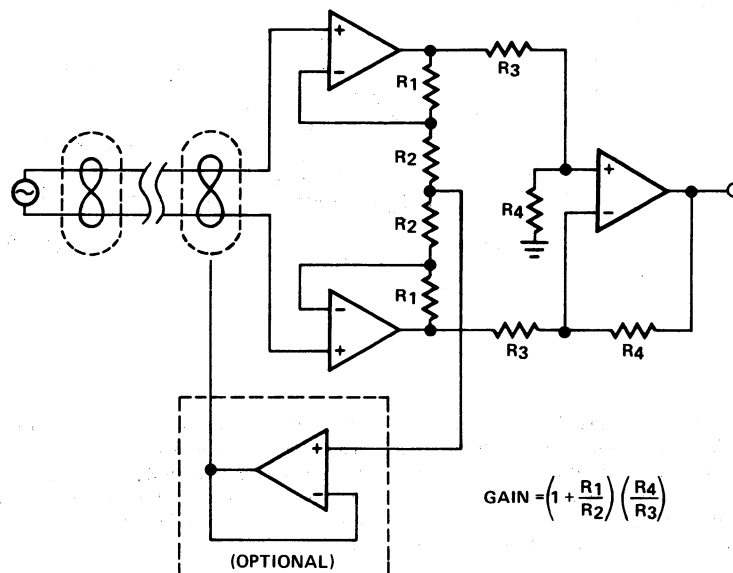 +
−
R1
R3
R2
R4
+
−
R2
R1
−
+
R3
R4
+
−
GAIN = (1 + R1/R2) (R4/R3)
(OPTIONAL)